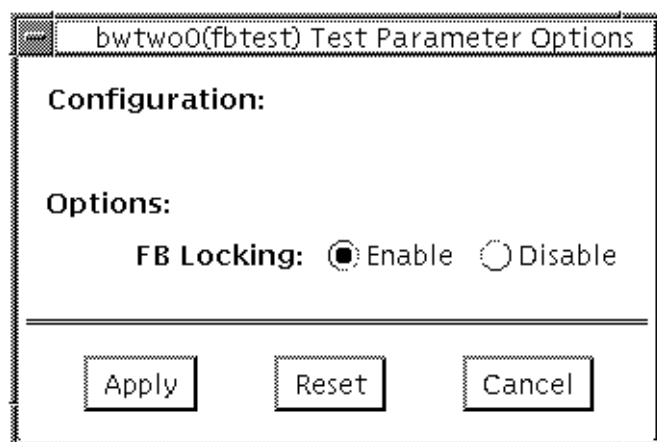 bwtwo0(fbtest) Test Parameter Options
Configuration:
Options:
FB Locking: Enable Disable
Apply Reset Cancel